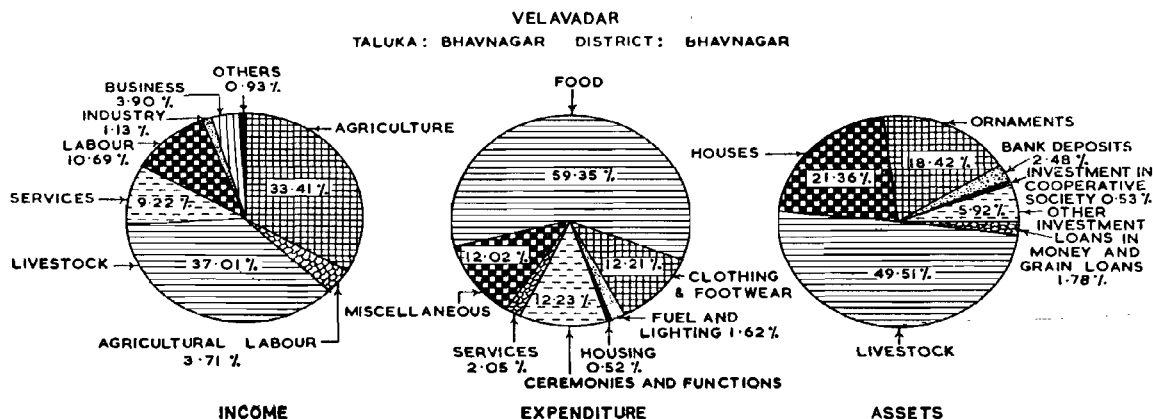 VELAVADAR
TALUKA: BHAVNAGAR DISTRICT: BHAVNAGAR
OTHERS
0·93%
BUSINESS
3·90%
INDUSTRY
1·13%
LABOUR
10·69%
AGRICULTURE
33·41%
SERVICES
9·22%
LIVESTOCK
37·01%
AGRICULTURAL LABOUR
3·71%
INCOME
FOOD
59·35%
12·02%
MISCELLANEOUS
12·21%
CLOTHING
& FOOTWEAR
12·23%
FUEL AND
LIGHTING 1·62%
SERVICES
2·05%
HOUSING
0·52%
CEREMONIES AND FUNCTIONS
EXPENDITURE
ORNAMENTS
18·42%
HOUSES
21·36%
BANK DEPOSITS
2·48%
INVESTMENT IN
COOPERATIVE
SOCIETY 0·53%
5·92%
OTHER
INVESTMENT
LOANS IN
MONEY AND
GRAIN LOANS
1·78%
49·51%
LIVESTOCK
ASSETS